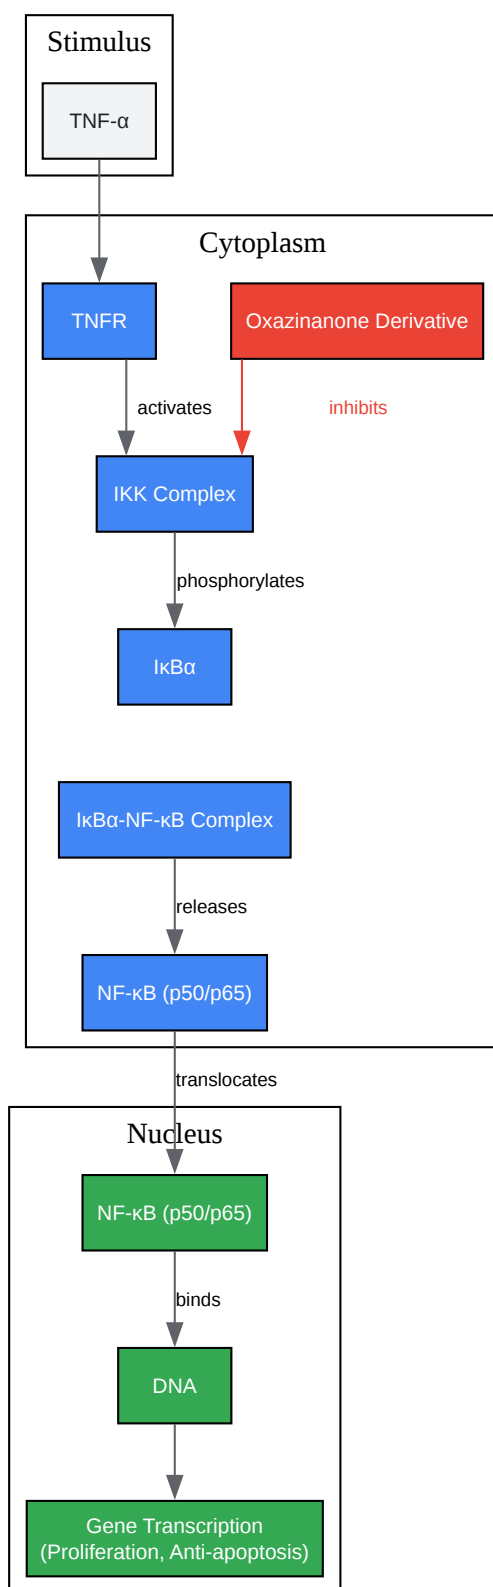 Stimulus
TNF-α
Cytoplasm
TNFR
Oxazinanone Derivative
activates
inhibits
IKK Complex
phosphorylates
IκBα
IκBα-NF-κB Complex
releases
NF-κB (p50/p65)
translocates
Nucleus
NF-κB (p50/p65)
binds
DNA
Gene Transcription
(Proliferation, Anti-apoptosis)